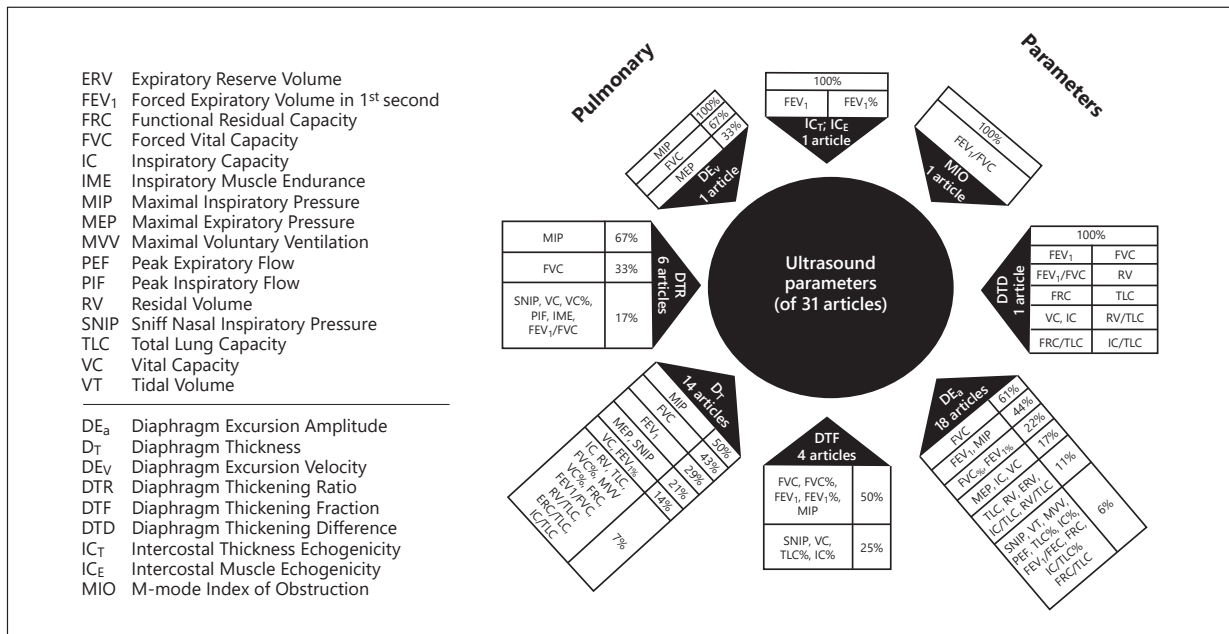 ERV Expiratory Reserve Volume
FEV₁ Forced Expiratory Volume in 1st second
FRC Functional Residual Capacity
FVC Forced Vital Capacity
IC Inspiratory Capacity
IME Inspiratory Muscle Endurance
MIP Maximal Inspiratory Pressure
MEP Maximal Expiratory Pressure
MVV Maximal Voluntary Ventilation
PEF Peak Expiratory Flow
PIF Peak Inspiratory Flow
RV Residal Volume
SNIP Sniff Nasal Inspiratory Pressure
TLC Total Lung Capacity
VC Vital Capacity
VT Tidal Volume
DEa Diaphragm Excursion Amplitude
DT Diaphragm Thickness
DEV Diaphragm Excursion Velocity
DTR Diaphragm Thickening Ratio
DTF Diaphragm Thickening Fraction
DTD Diaphragm Thickening Difference
ICT Intercostal Thickness Echogenicity
ICE Intercostal Muscle Echogenicity
MIO M-mode Index of Obstruction
Pulmonary
Parameters
Ultrasound
parameters
(of 31 articles)
100%
FEV₁ FEV₁%
ICT; ICE
1 article
100%
FEV₁/FVC
MIO
1 article
100%
FEV₁ FVC
FEV₁/FVC RV
FRC TLC
VC, IC RV/TLC
FRC/TLC IC/TLC
DTD
1 article
DEa
18 articles
FVC 61%
FEV₁, MIP 44%
FVC%, FEV₁% 22%
MEP, IC, VC 17%
TLC, RV, ERV,
IC/TLC, RV/TLC 11%
SNIP, VT, MVV,
PEF, TLC%, IC%,
FEV₁/FEC, FRC,
IC/TLC%
FRC/TLC
6%
DTF
4 articles
FVC, FVC%,
FEV₁, FEV₁%,
MIP
50%
SNIP, VC,
TLC%, IC%
25%
DT
14 articles
MIP 50%
FVC 43%
FEV₁ 29%
MEP, SNIP 21%
VC, FEV₁% 14%
IC, RV, TLC,
FVC%, MVV
VC%, FRC,
FEV1/FVC,
RV/TLC,
ERC/TLC,
IC/TLC
7%
DTR
6 articles
MIP 67%
FVC 33%
SNIP, VC, VC%,
PIF, IME,
FEV₁/FVC
17%
DEv
1 article
MIP 100%
FVC 67%
MEP 33%